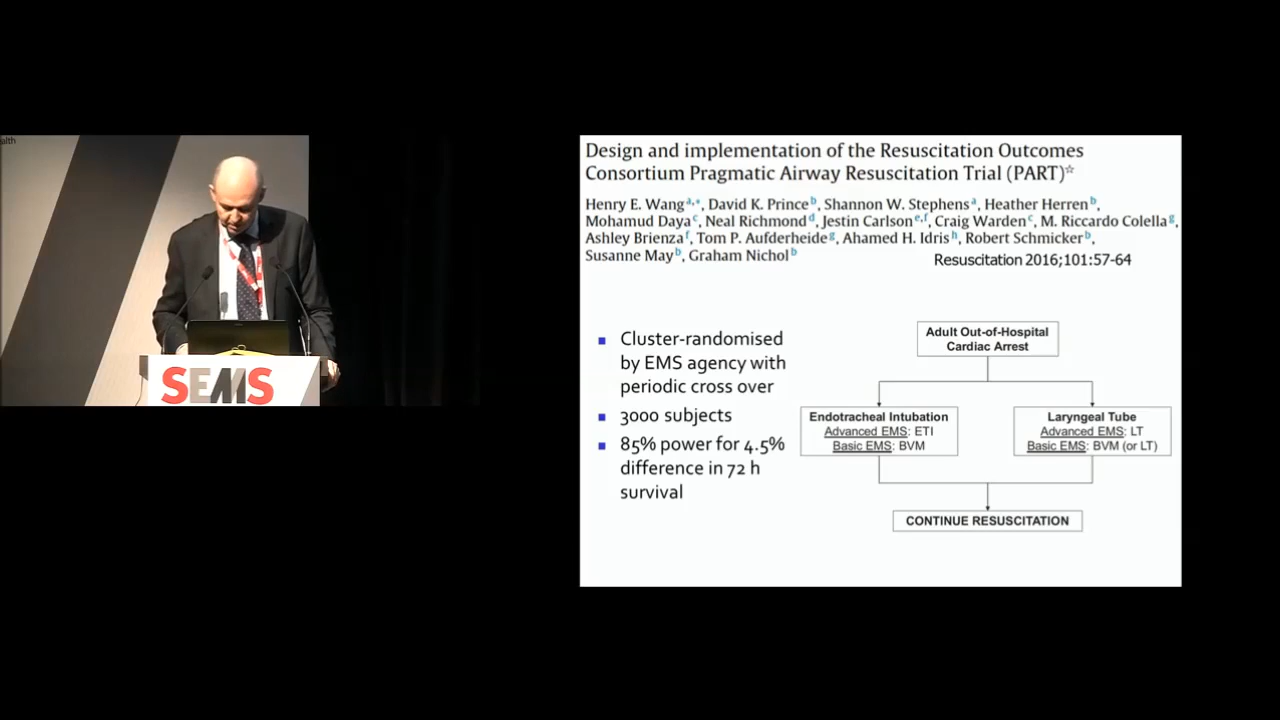 alth
SEMS
Design and implementation of the Resuscitation Outcomes
Consortium Pragmatic Airway Resuscitation Trial (PART)☆
Henry E. Wang a,*, David K. Prince b, Shannon W. Stephens a, Heather Herren b,
Mohamud Daya c, Neal Richmond d, Jestin Carlson e,f, Craig Warden c, M. Riccardo Colella g,
Ashley Brienza f, Tom P. Aufderheide g, Ahamed H. Idris h, Robert Schmicker b,
Susanne May b, Graham Nichol b
Resuscitation 2016;101:57-64
Cluster-randomised
by EMS agency with
periodic cross over
3000 subjects
85% power for 4.5%
difference in 72 h
survival
Adult Out-of-Hospital
Cardiac Arrest
Endotracheal Intubation
Advanced EMS: ETI
Basic EMS: BVM
Laryngeal Tube
Advanced EMS: LT
Basic EMS: BVM (or LT)
CONTINUE RESUSCITATION